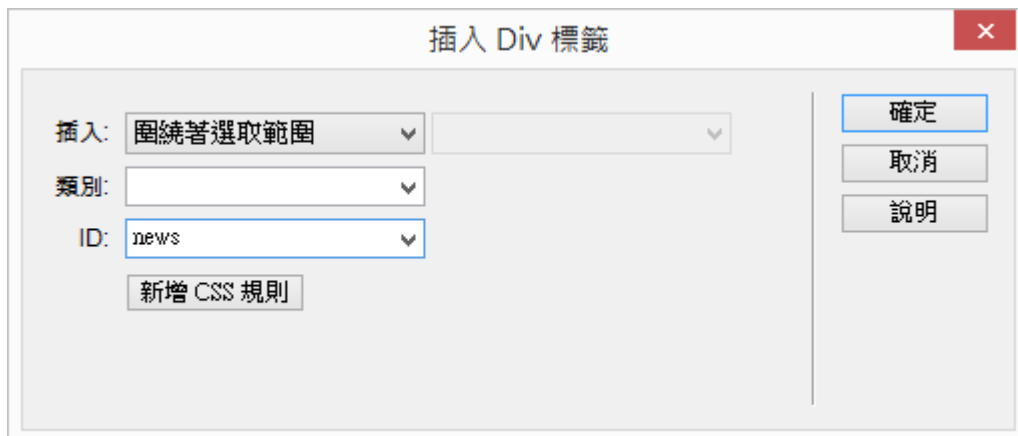 插入 Div 標籤
插入: 圍繞著選取範圍
類別:
ID: news
新增 CSS 規則
確定
取消
說明